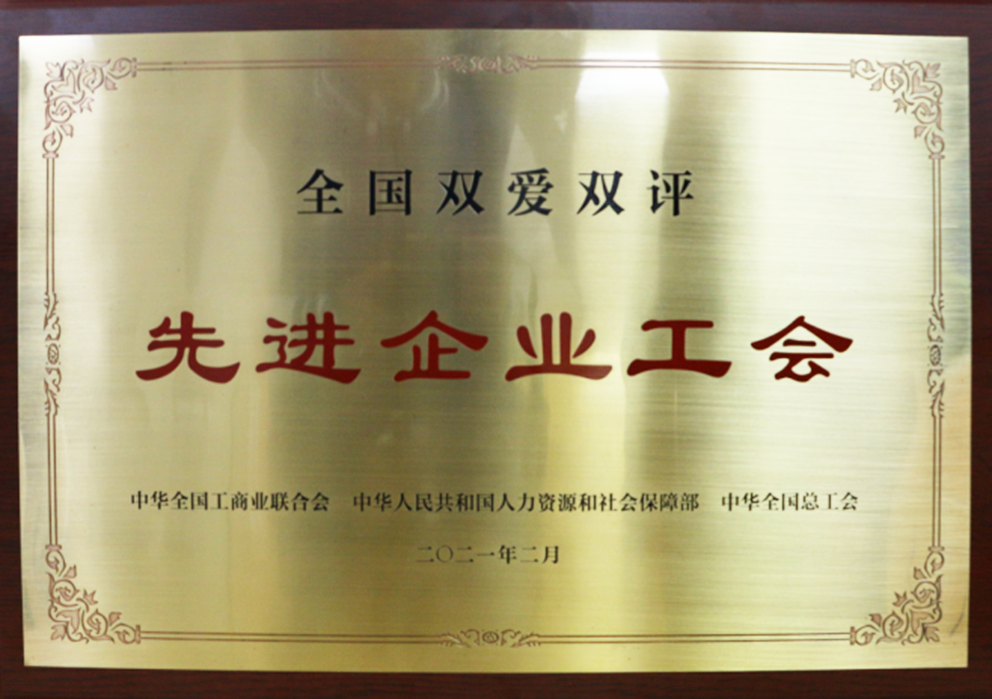 全国双爱双评
先进企业工会
中华全国工商业联合会 中华人民共和国人力资源和社会保障部 中华全国总工会
二〇二一年二月